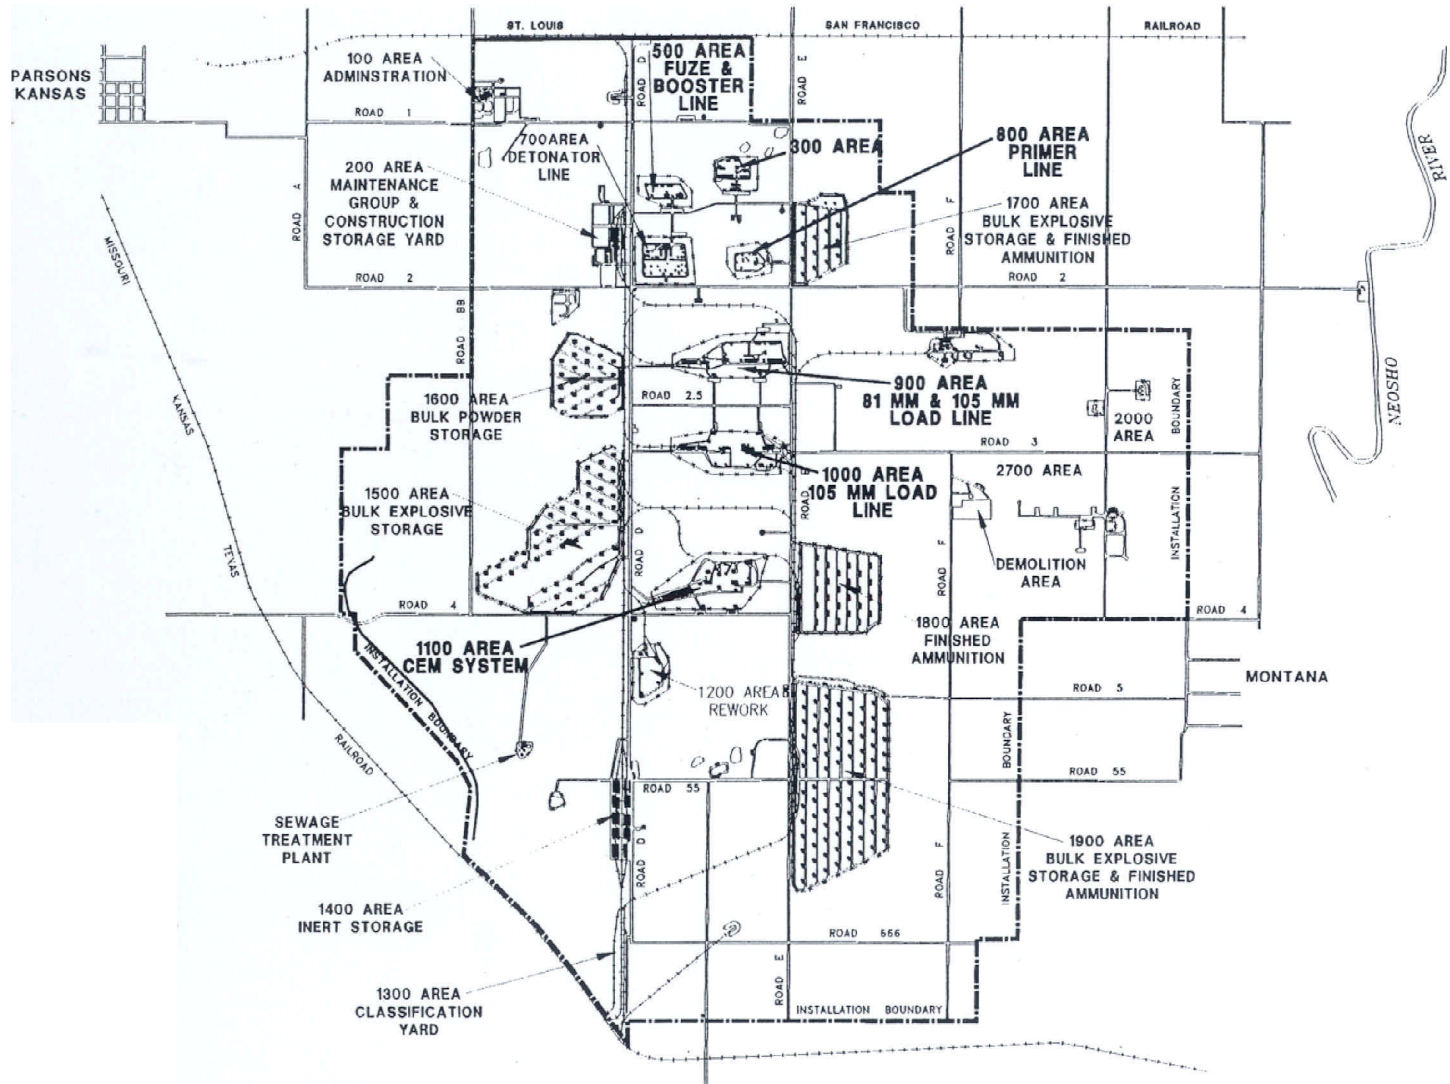 ST. LOUIS
SAN FRANCISCO
RAILROAD
PARSONS
KANSAS
100 AREA
ADMINSTRATION
500 AREA
FUZE &
BOOSTER
LINE
ROAD D
ROAD E
ROAD 1
700AREA
DETONATOR
LINE
300 AREA
800 AREA
PRIMER
LINE
RIVER
200 AREA
MAINTENANCE
GROUP &
CONSTRUCTION
STORAGE YARD
ROAD A
ROAD F
1700 AREA
BULK EXPLOSIVE
STORAGE & FINISHED
AMMUNITION
MISSOURI
ROAD 2
ROAD 2
ROAD BB
NEOSHO
KANSAS
1600 AREA
BULK POWDER
STORAGE
ROAD 2.5
900 AREA
81 MM & 105 MM
LOAD LINE
2000
AREA
BOUNDARY
ROAD 3
1500 AREA
BULK EXPLOSIVE
STORAGE
1000 AREA
105 MM LOAD
LINE
ROAD E
2700 AREA
INSTALLATION
TEXAS
ROAD D
ROAD F
DEMOLITION
AREA
ROAD 4
ROAD 4
1100 AREA
CEM SYSTEM
1800 AREA
FINISHED
AMMUNITION
INSTALLATION BOUNDARY
1200 AREA
REWORK
ROAD 5
MONTANA
RAILROAD
BOUNDARY
ROAD 55
ROAD 55
SEWAGE
TREATMENT
PLANT
ROAD D
ROAD F
INSTALLATION
1900 AREA
BULK EXPLOSIVE
STORAGE & FINISHED
AMMUNITION
1400 AREA
INERT STORAGE
ROAD 666
1300 AREA
CLASSIFICATION
YARD
ROAD E
INSTALLATION BOUNDARY